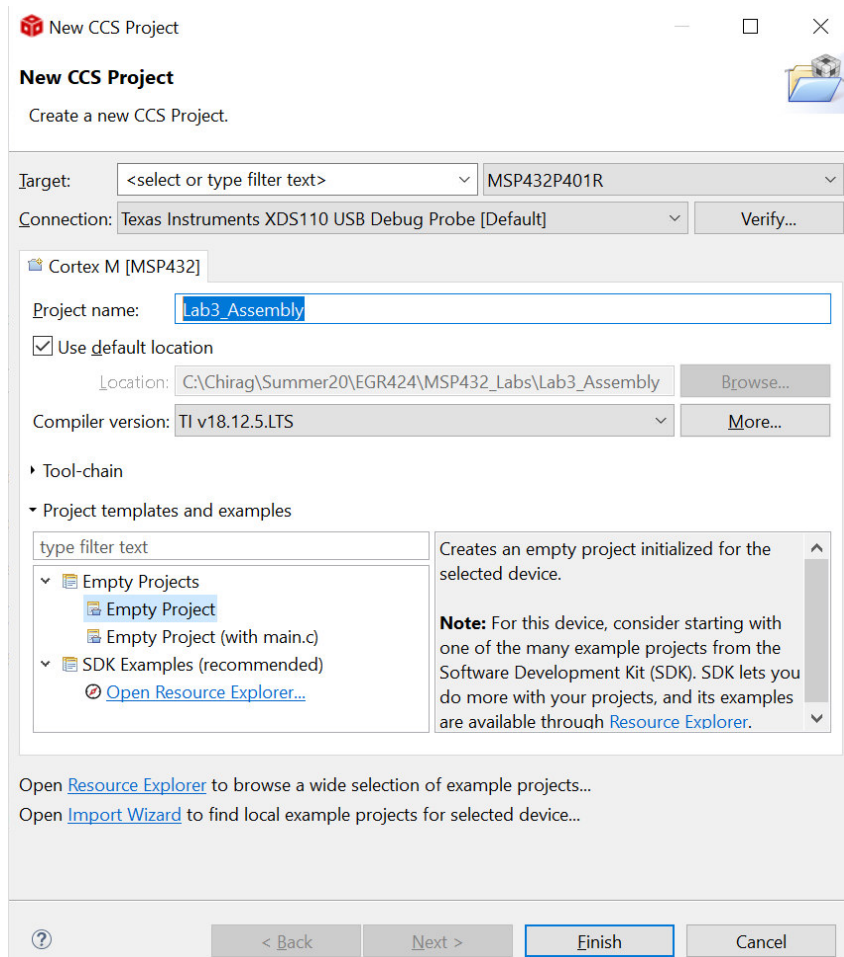 New CCS Project
New CCS Project
Create a new CCS Project.
Target: <select or type filter text> MSP432P401R
Connection: Texas Instruments XDS110 USB Debug Probe [Default] Verify...
Cortex M [MSP432]
Project name: Lab3_Assembly
Use default location
Location: C:\Chirag\Summer20\EGR424\MSP432_Labs\Lab3_Assembly Browse...
Compiler version: TI v18.12.5.LTS More...
Tool-chain
Project templates and examples
type filter text
Empty Projects
Empty Project
Empty Project (with main.c)
SDK Examples (recommended)
Open Resource Explorer...
Creates an empty project initialized for the
selected device.
Note: For this device, consider starting with
one of the many example projects from the
Software Development Kit (SDK). SDK lets you
do more with your projects, and its examples
are available through Resource Explorer.
Open Resource Explorer to browse a wide selection of example projects...
Open Import Wizard to find local example projects for selected device...
? < Back Next > Finish Cancel